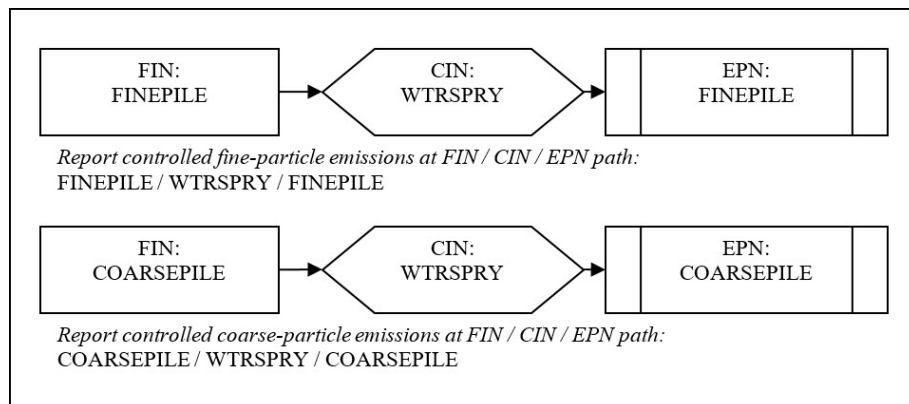 FIN:
FINEPILE
CIN:
WTRSPRY
EPN:
FINEPILE
Report controlled fine-particle emissions at FIN / CIN / EPN path:
FINEPILE / WTRSPRY / FINEPILE
FIN:
COARSEPILE
CIN:
WTRSPRY
EPN:
COARSEPILE
Report controlled coarse-particle emissions at FIN / CIN / EPN path:
COARSEPILE / WTRSPRY / COARSEPILE